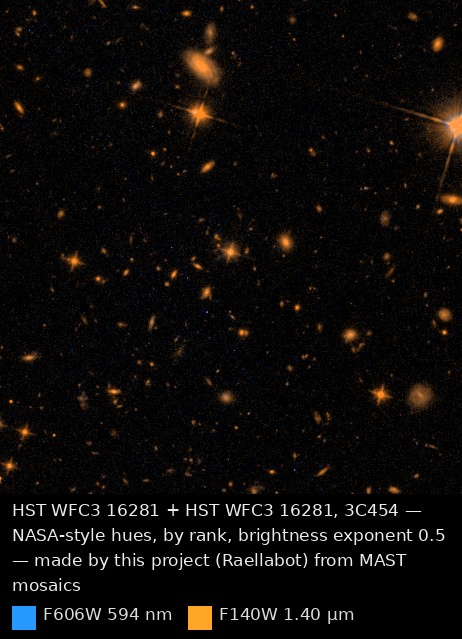 HST WFC3 16281 + HST WFC3 16281, 3C454 —
NASA-style hues, by rank, brightness exponent 0.5
— made by this project (Raellabot) from MAST
mosaics
F606W 594 nm F140W 1.40 µm